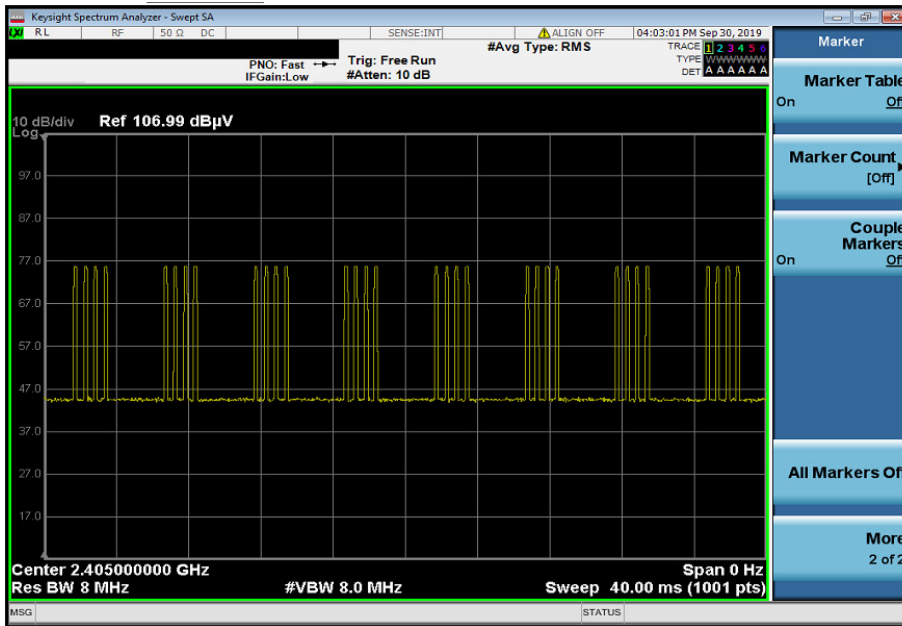 Keysight Spectrum Analyzer - Swept SA
LXI RL RF 50 Ω DC SENSE:INT ALIGN OFF 04:03:01 PM Sep 30, 2019
#Avg Type: RMS TRACE 1 2 3 4 5 6
PNO: Fast Trig: Free Run TYPE WWWWWW
IFGain:Low #Atten: 10 dB DET A A A A A A
10 dB/div Ref 106.99 dBµV
Log
97.0
87.0
77.0
67.0
57.0
47.0
37.0
27.0
17.0
Center 2.405000000 GHz Span 0 Hz
Res BW 8 MHz #VBW 8.0 MHz Sweep 40.00 ms (1001 pts)
MSG STATUS
Marker
Marker Table
On Of
Marker Count
[Off]
Couple
Markers
On Of
All Markers Of
More
2 of 2